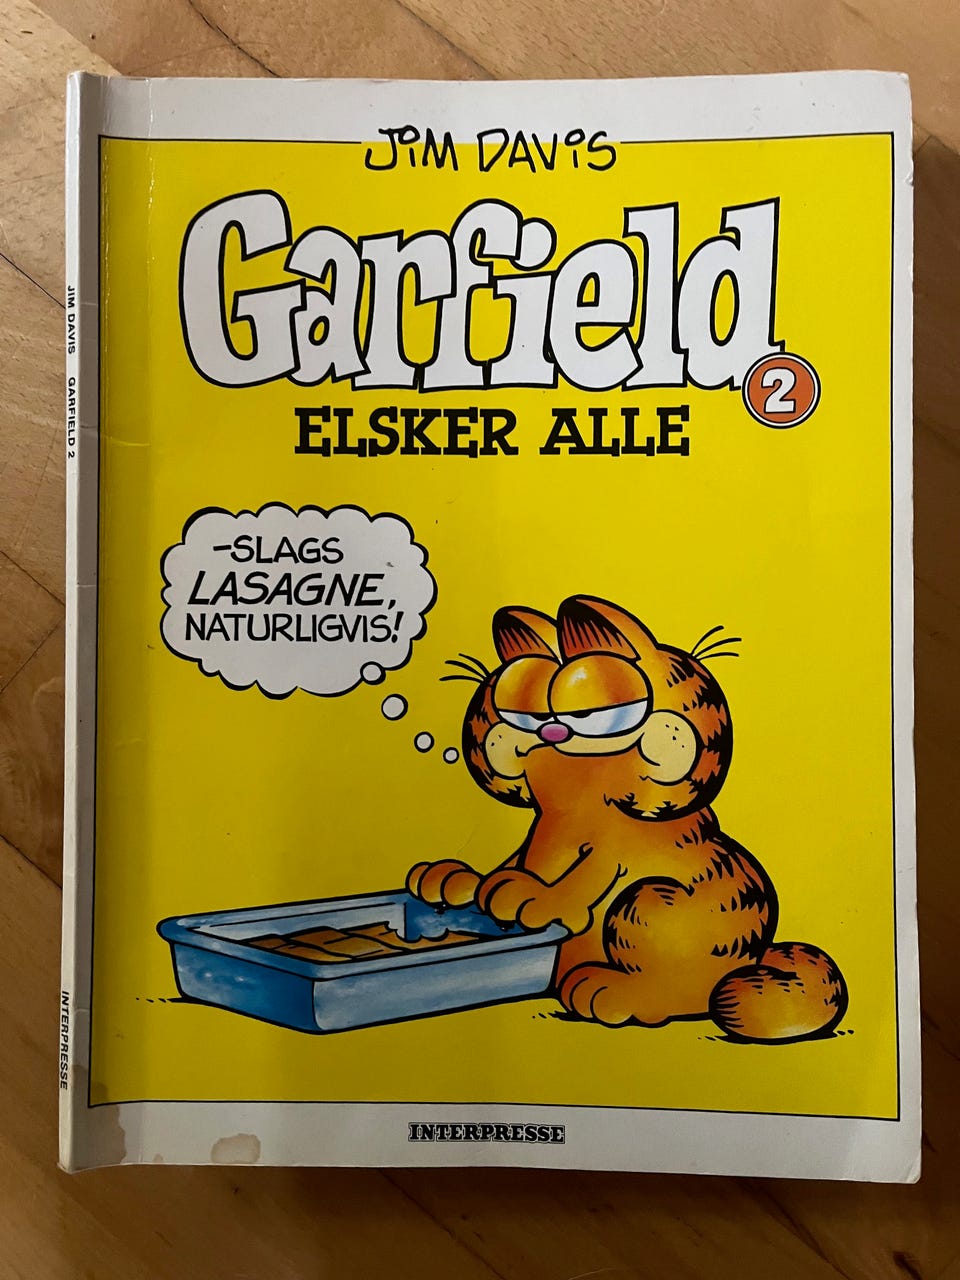 JiM DAViS
Garfield
2
ELSKER ALLE
–SLAGS
LASAGNE,
NATURLIGVIS!
INTERPRESSE
JIM DAVIS GARFIELD 2
INTERPRESSE